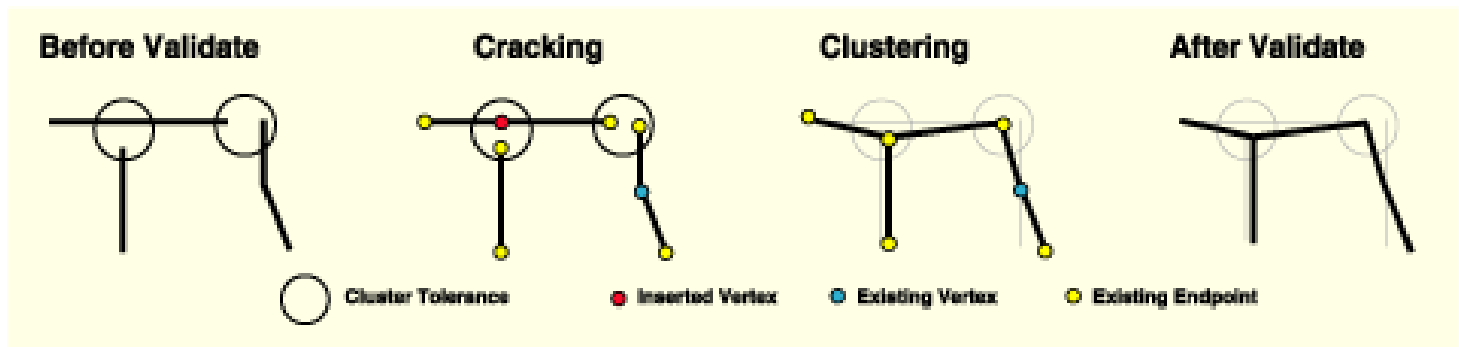 Before Validate
Cracking
Clustering
After Validate
Cluster Tolerance
Inserted Vertex
Existing Vertex
Existing Endpoint